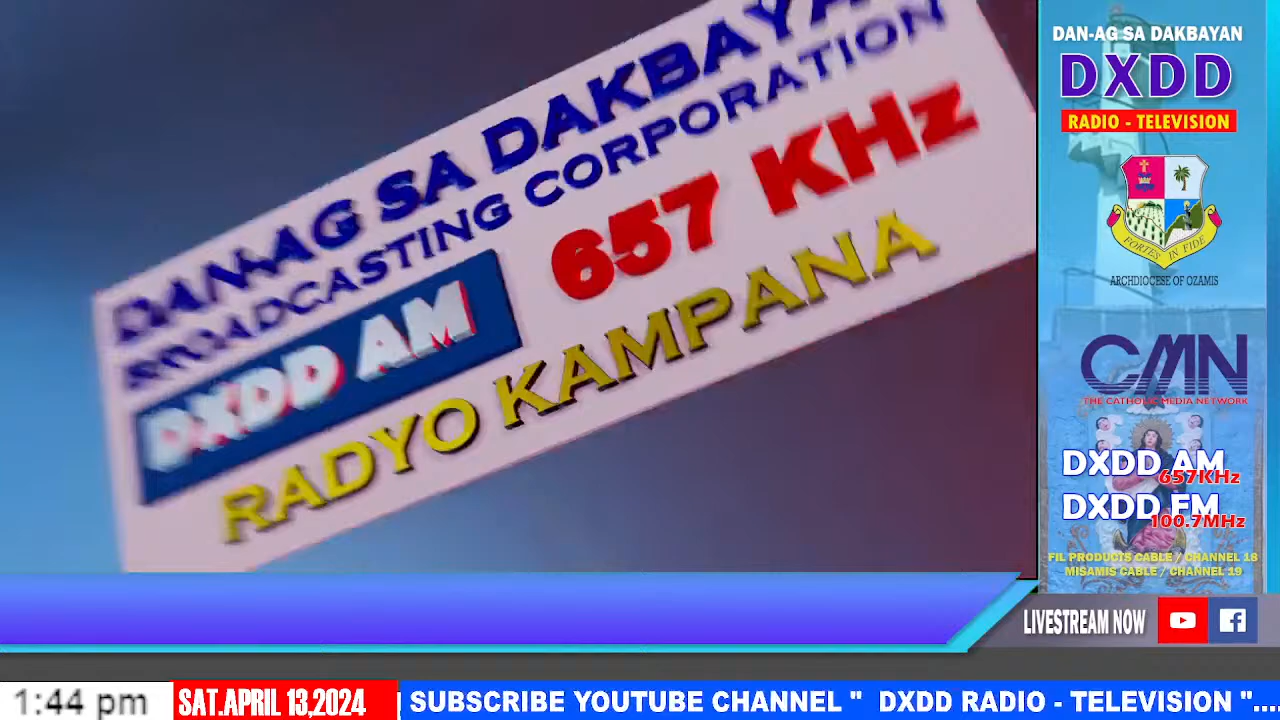 DAN-AG SA DAKBAYA
BROADCASTING CORPORATION
657 KHz
DXDD AM
RADYO KAMPANA
DAN-AG SA DAKBAYAN
DXDD
RADIO - TELEVISION
FORTES IN FIDE
ARCHDIOCESE OF OZAMIS
CMN
THE CATHOLIC MEDIA NETWORK
DXDD AM
657KHz
DXDD FM
100.7MHz
FIL PRODUCTS CABLE / CHANNEL 18
MISAMIS CABLE / CHANNEL 19
LIVESTREAM NOW
1:44 pm
SAT.APRIL 13,2024
SUBSCRIBE YOUTUBE CHANNEL " DXDD RADIO - TELEVISION "....